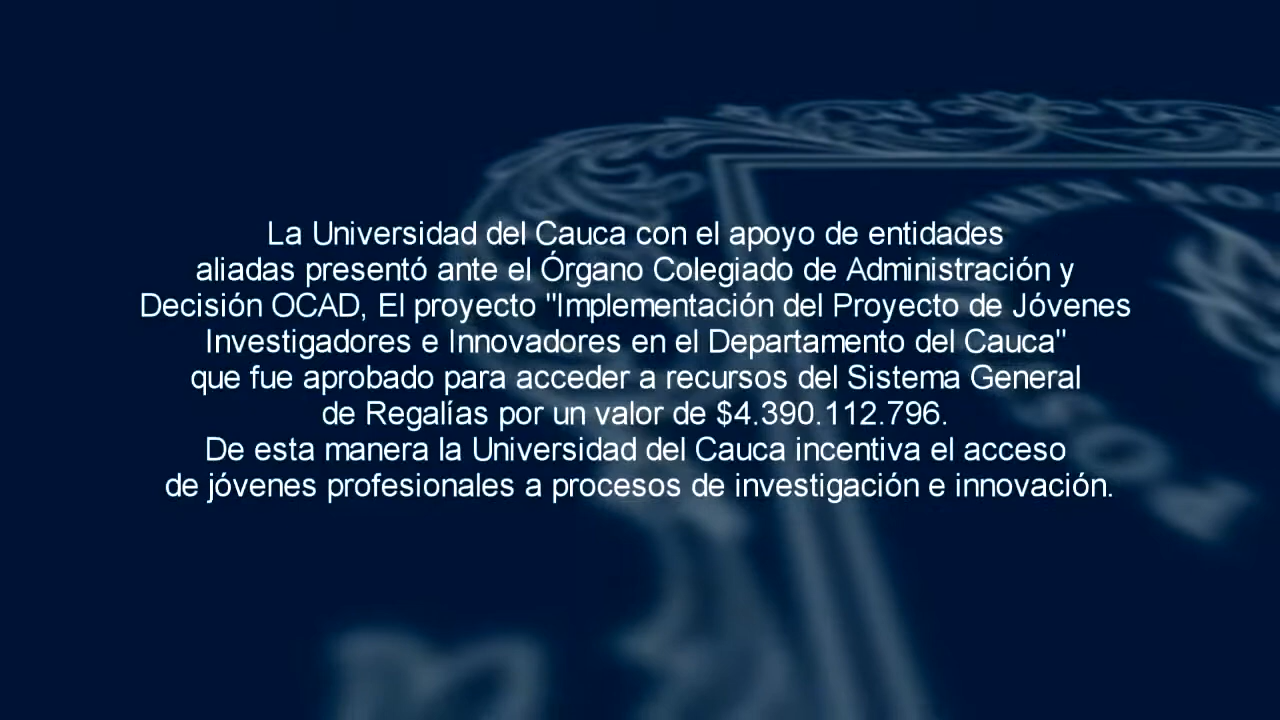 La Universidad del Cauca con el apoyo de entidades
aliadas presentó ante el Órgano Colegiado de Administración y
Decisión OCAD, El proyecto "Implementación del Proyecto de Jóvenes
Investigadores e Innovadores en el Departamento del Cauca"
que fue aprobado para acceder a recursos del Sistema General
de Regalías por un valor de $4.390.112.796.
De esta manera la Universidad del Cauca incentiva el acceso
de jóvenes profesionales a procesos de investigación e innovación.